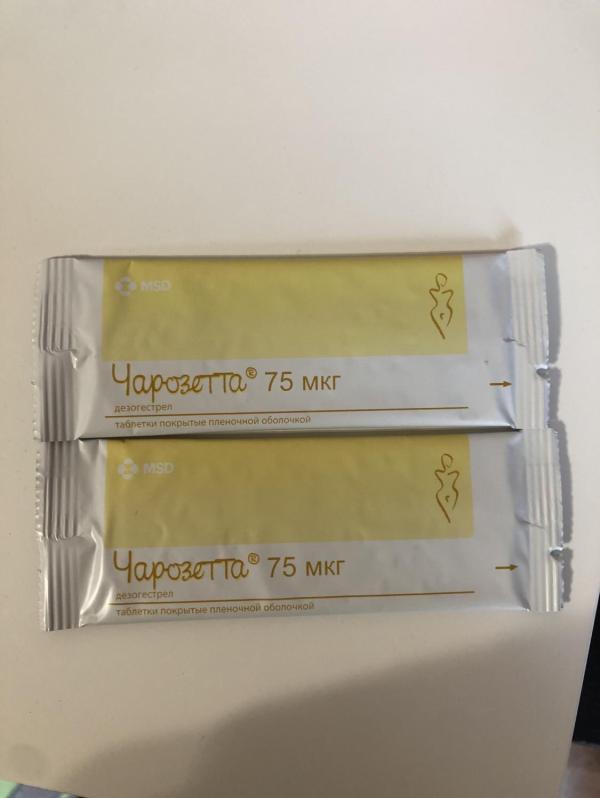 MSD
Чарозетта® 75 мкг
дезогестрел
таблетки покрытые пленочной оболочкой
MSD
Чарозетта® 75 мкг
дезогестрел
таблетки покрытые пленочной оболочкой